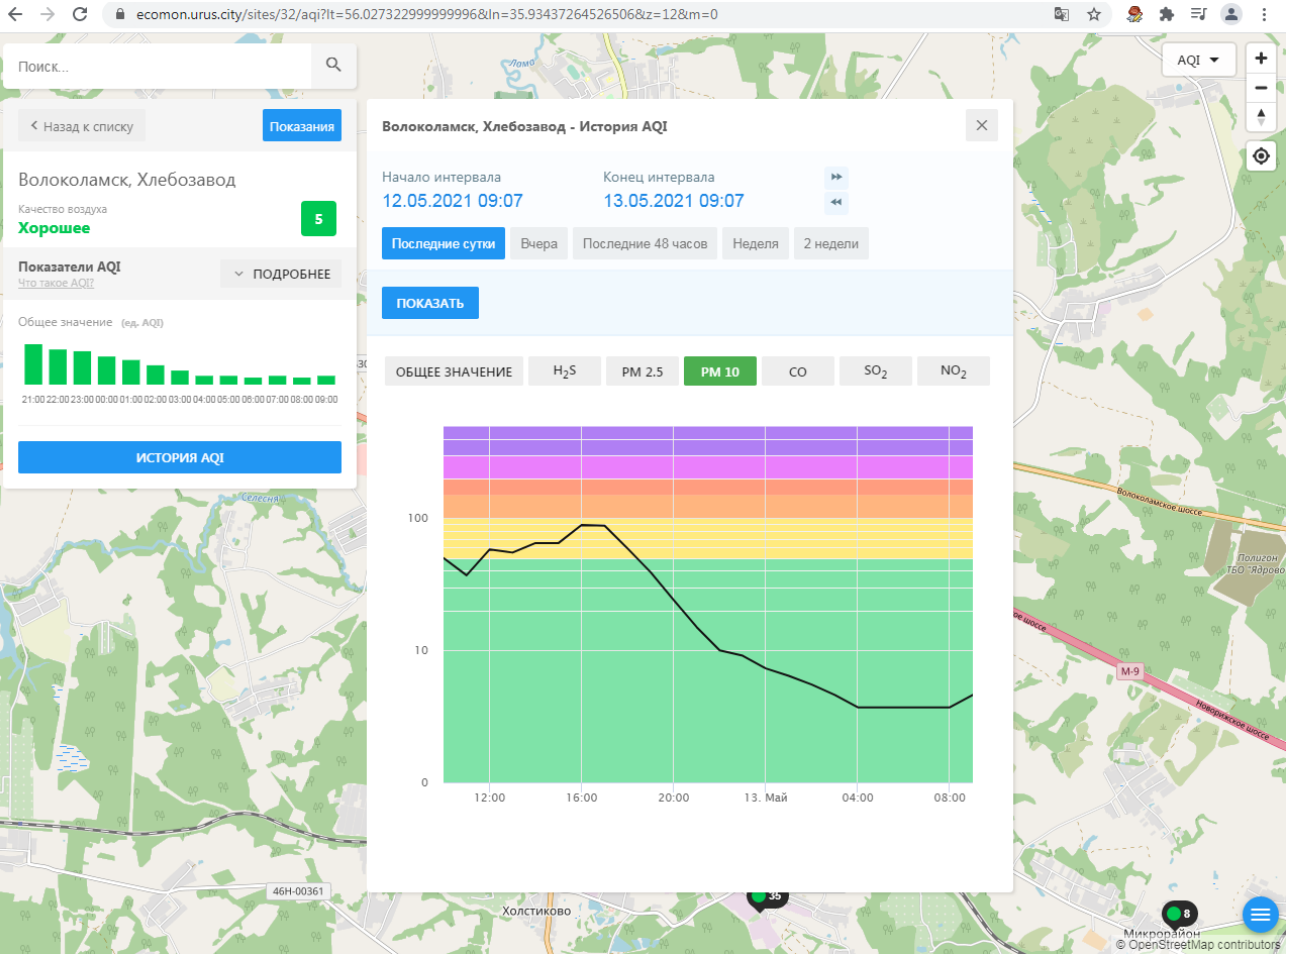 ecomon.urus.city/sites/32/aqi?lt=56.027322999999996&ln=35.93437264526506&z=12&m=0
Поиск...
AQI
Лама
Назад к списку
Показания
Волоколамск, Хлебозавод
Качество воздуха
Хорошее
5
Показатели AQI
Что такое AQI?
ПОДРОБНЕЕ
Общее значение (ед. AQI)
21:00 22:00 23:00 00:00 01:00 02:00 03:00 04:00 05:00 06:00 07:00 08:00 09:00
ИСТОРИЯ AQI
Волоколамск, Хлебозавод - История AQI
Начало интервала
Конец интервала
12.05.2021 09:07
13.05.2021 09:07
Последние сутки
Вчера
Последние 48 часов
Неделя
2 недели
ПОКАЗАТЬ
ОБЩЕЕ ЗНАЧЕНИЕ
H₂S
PM 2.5
PM 10
CO
SO₂
NO₂
100
10
0
12:00 16:00 20:00 13. Май 04:00 08:00
Селесня
Волоколамское шоссе
Полигон
ТБО "Ядрово
ое шоссе
М-9
Новорижское шоссе
46Н-00361
Холстиково
35
8
Микрорайон
© OpenStreetMap contributors